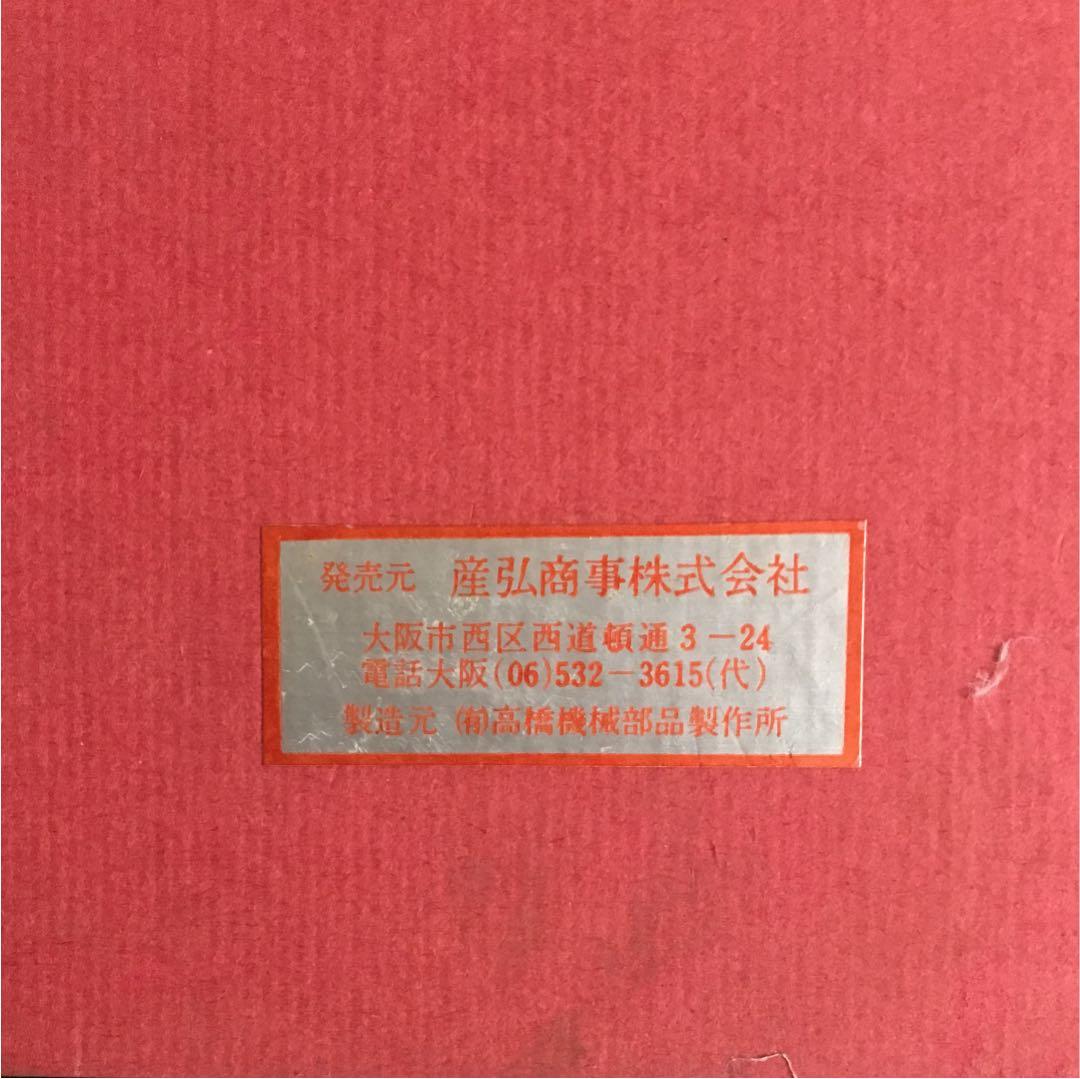 発売元 産弘商事株式会社
大阪市西区西道頓通3-24
電話大阪(06)532-3615(代)
製造元 (有)高橋機械部品製作所